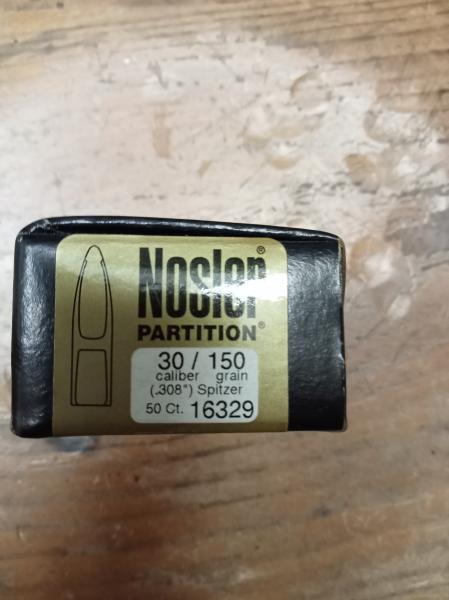 Nosler®
PARTITION®
30 / 150
caliber grain
(.308") Spitzer
50 Ct. 16329